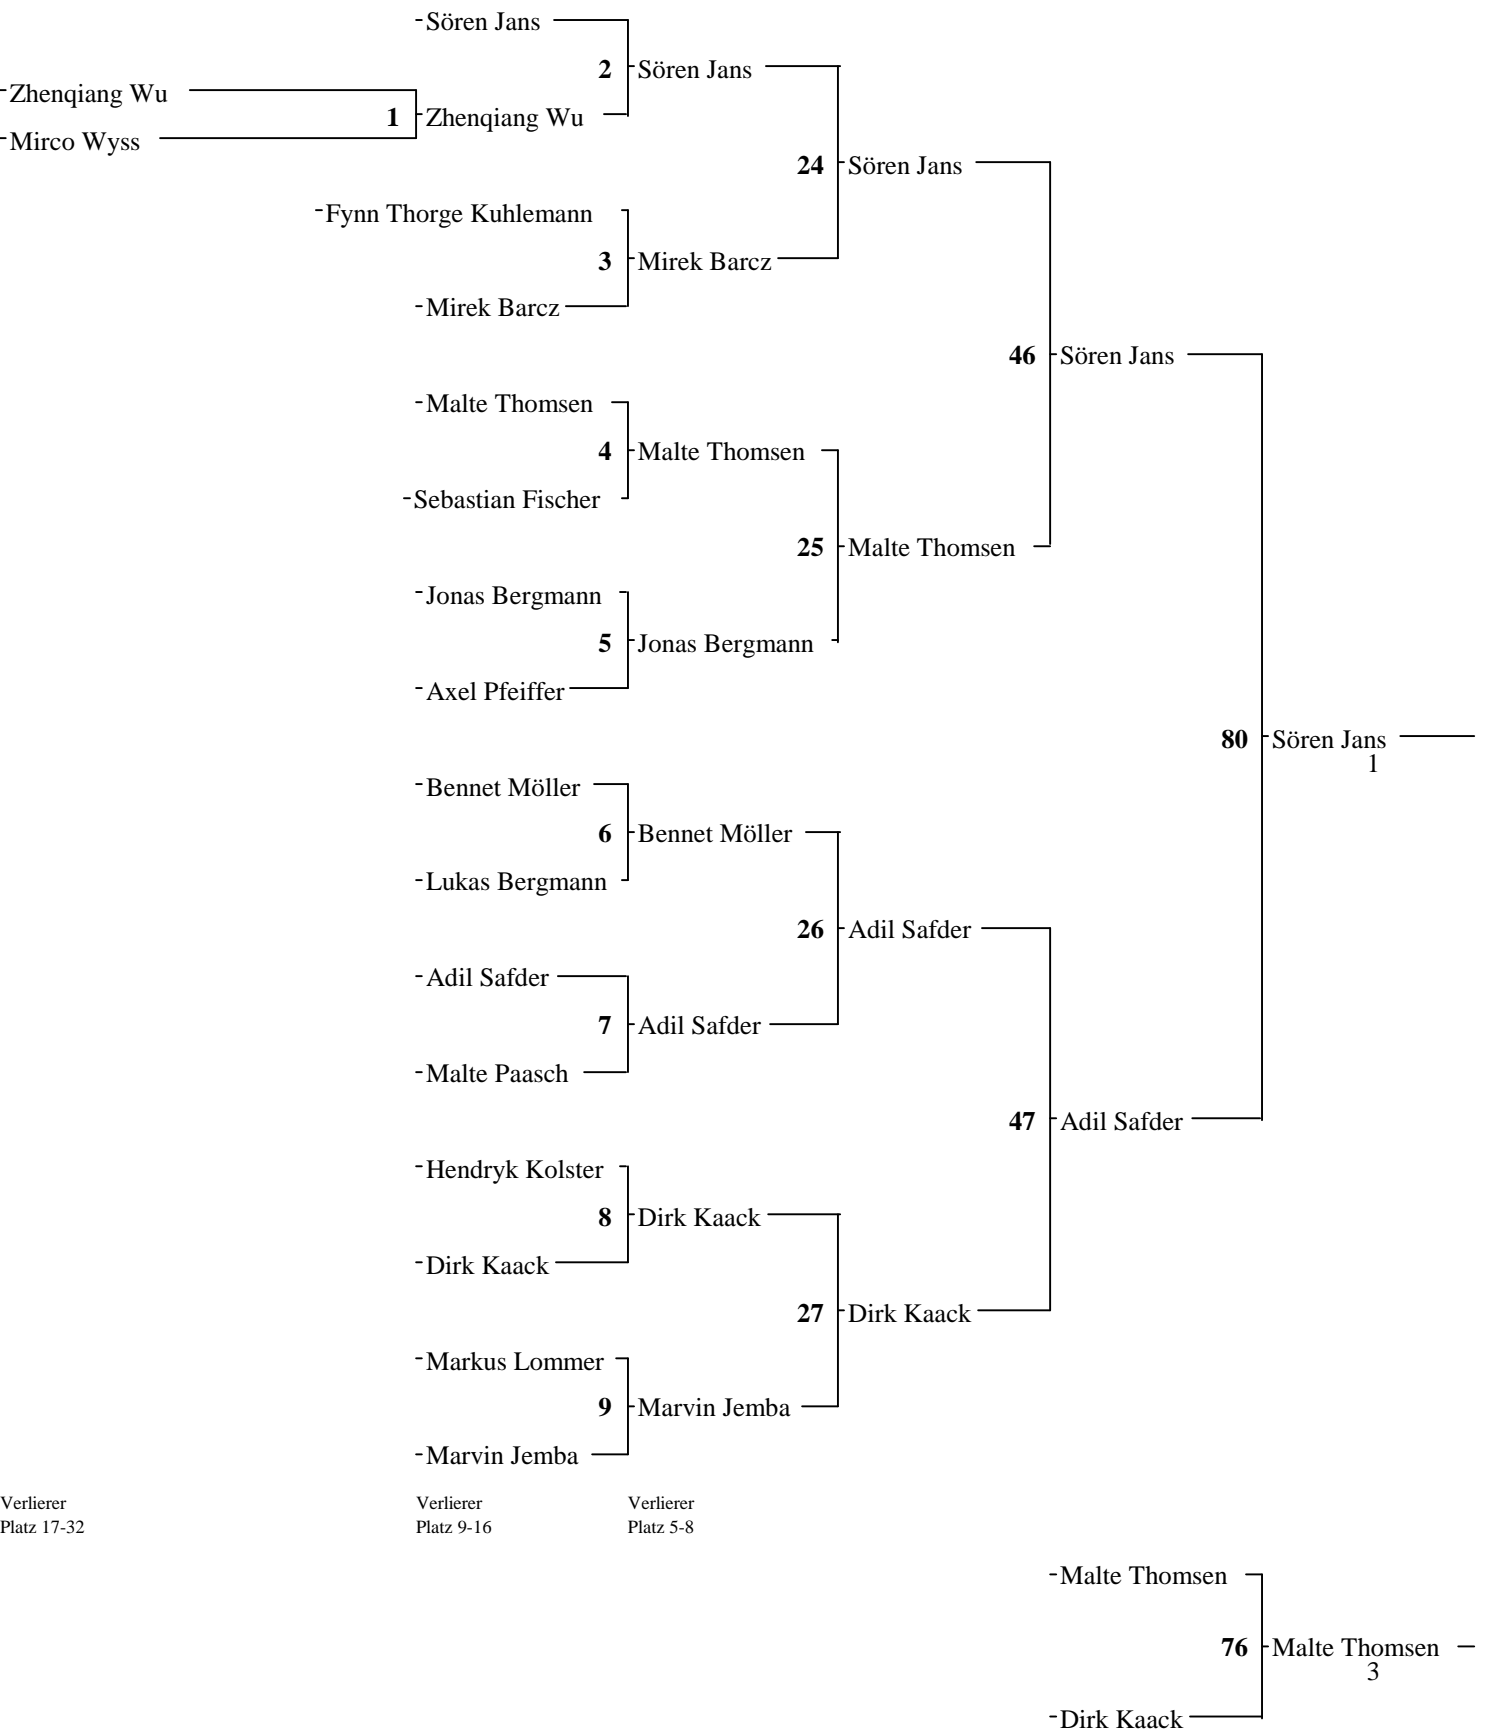 -Sören Jans
2 Sören Jans
-Zhenqiang Wu
1 Zhenqiang Wu
-Mirco Wyss
24 Sören Jans
-Fynn Thorge Kuhlemann
3 Mirek Barcz
-Mirek Barcz
46 Sören Jans
-Malte Thomsen
4 Malte Thomsen
-Sebastian Fischer
25 Malte Thomsen
-Jonas Bergmann
5 Jonas Bergmann
-Axel Pfeiffer
80 Sören Jans
1
-Bennet Möller
6 Bennet Möller
-Lukas Bergmann
26 Adil Safder
-Adil Safder
7 Adil Safder
-Malte Paasch
47 Adil Safder
-Hendryk Kolster
8 Dirk Kaack
-Dirk Kaack
27 Dirk Kaack
-Markus Lommer
9 Marvin Jemba
-Marvin Jemba
Verlierer Verlierer Verlierer
Platz 17-32 Platz 9-16 Platz 5-8
-Malte Thomsen
76 Malte Thomsen
3
-Dirk Kaack